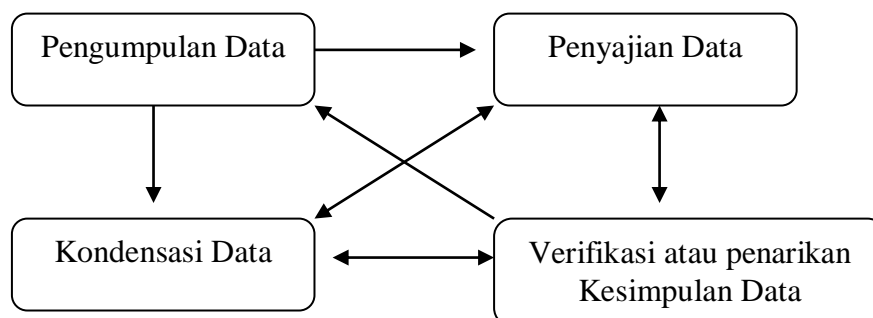 Pengumpulan Data
Penyajian Data
Kondensasi Data
Verifikasi atau penarikan
Kesimpulan Data